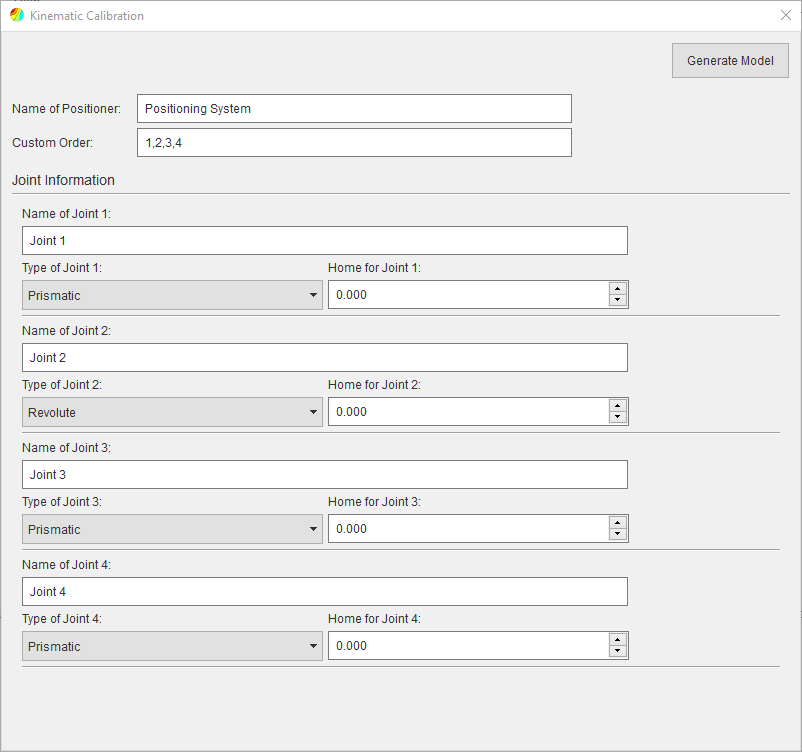 Kinematic Calibration
Generate Model
Name of Positioner: Positioning System
Custom Order: 1,2,3,4
Joint Information
Name of Joint 1:
Joint 1
Type of Joint 1: Home for Joint 1:
Prismatic 0.000
Name of Joint 2:
Joint 2
Type of Joint 2: Home for Joint 2:
Revolute 0.000
Name of Joint 3:
Joint 3
Type of Joint 3: Home for Joint 3:
Prismatic 0.000
Name of Joint 4:
Joint 4
Type of Joint 4: Home for Joint 4:
Prismatic 0.000